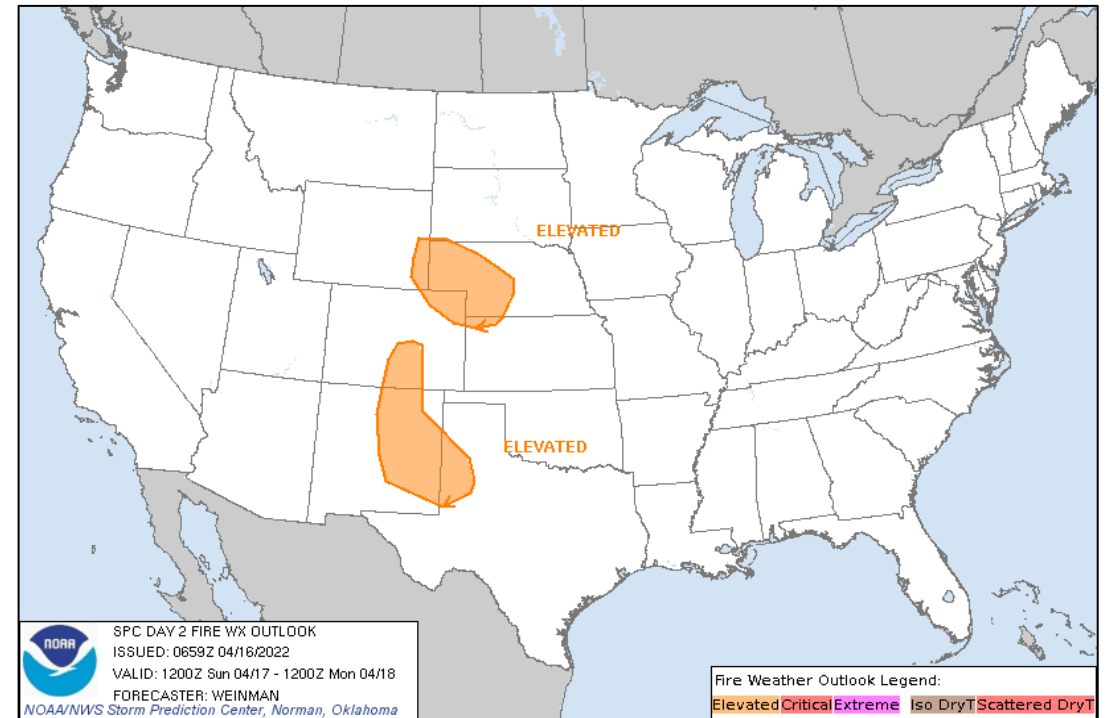 ELEVATED
ELEVATED
NOAA
SPC DAY 2 FIRE WX OUTLOOK
ISSUED: 0659Z 04/16/2022
VALID: 1200Z Sun 04/17 - 1200Z Mon 04/18
FORECASTER: WEINMAN
NOAA/NWS Storm Prediction Center, Norman, Oklahoma
Fire Weather Outlook Legend:
Elevated Critical Extreme Iso DryT Scattered DryT